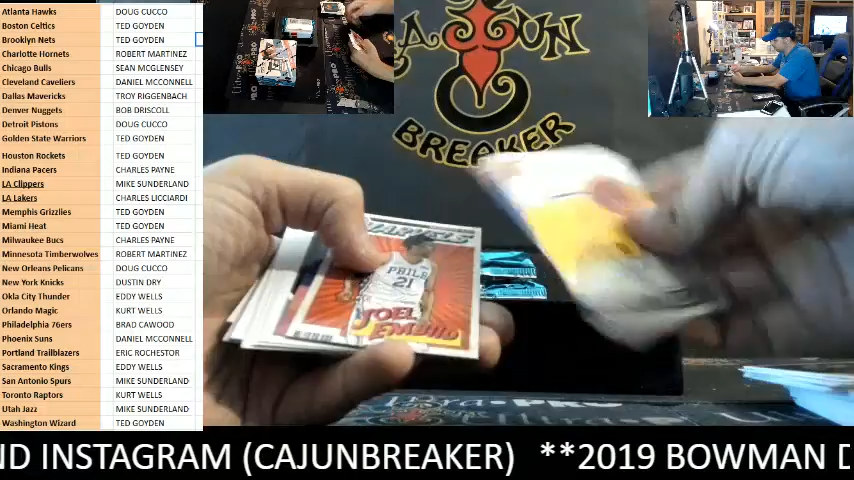 Atlanta Hawks DOUG CUCCO
Boston Celtics TED GOYDEN
Brooklyn Nets TED GOYDEN
Charlotte Hornets ROBERT MARTINEZ
Chicago Bulls SEAN MCGLENSEY
Cleveland Caveliers DANIEL MCCONNELL
Dallas Mavericks TROY RIGGENBACH
Denver Nuggets BOB DRISCOLL
Detroit Pistons DOUG CUCCO
Golden State Warriors TED GOYDEN
Houston Rockets TED GOYDEN
Indiana Pacers CHARLES PAYNE
LA Clippers MIKE SUNDERLAND
LA Lakers CHARLES LICCIARDI
Memphis Grizzlies TED GOYDEN
Miami Heat TED GOYDEN
Milwaukee Bucs CHARLES PAYNE
Minnesota Timberwolves ROBERT MARTINEZ
New Orleans Pelicans DOUG CUCCO
New York Knicks DUSTIN DRY
Okla City Thunder EDDY WELLS
Orlando Magic KURT WELLS
Philadelphia 76ers BRAD CAWOOD
Phoenix Suns DANIEL MCCONNELL
Portland Trailblazers ERIC ROCHESTOR
Sacramento Kings EDDY WELLS
San Antonio Spurs MIKE SUNDERLAND
Toronto Raptors KURT WELLS
Utah Jazz MIKE SUNDERLAND
Washington Wizard TED GOYDEN
BREAKER
PHILA
21
JOEL
EMBIID
ND INSTAGRAM (CAJUNBREAKER) **2019 BOWMAN D